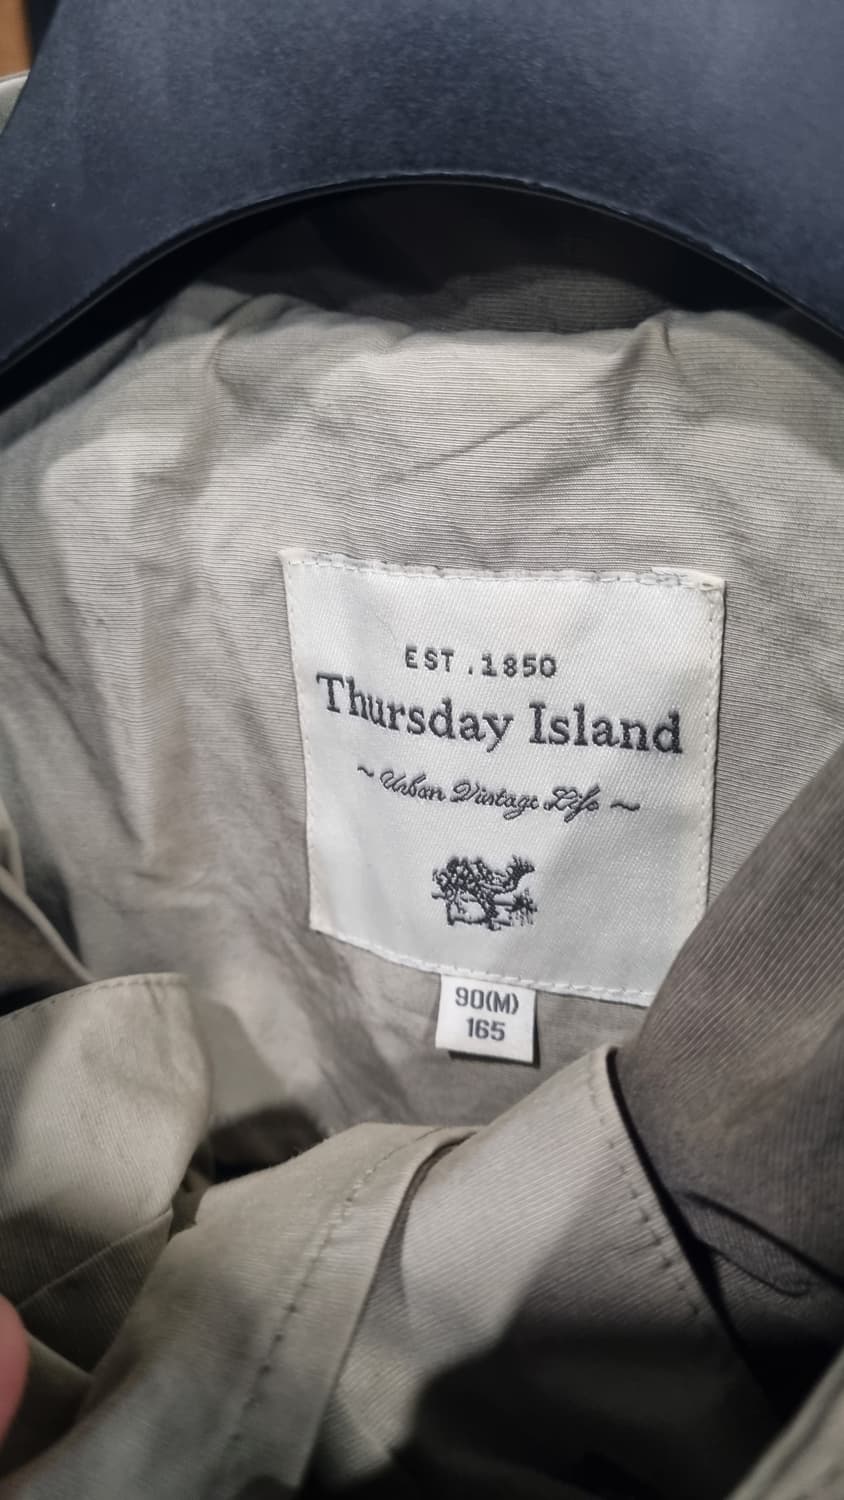 EST.1850
Thursday Island
~ Urban Vintage Life ~
90(M)
165